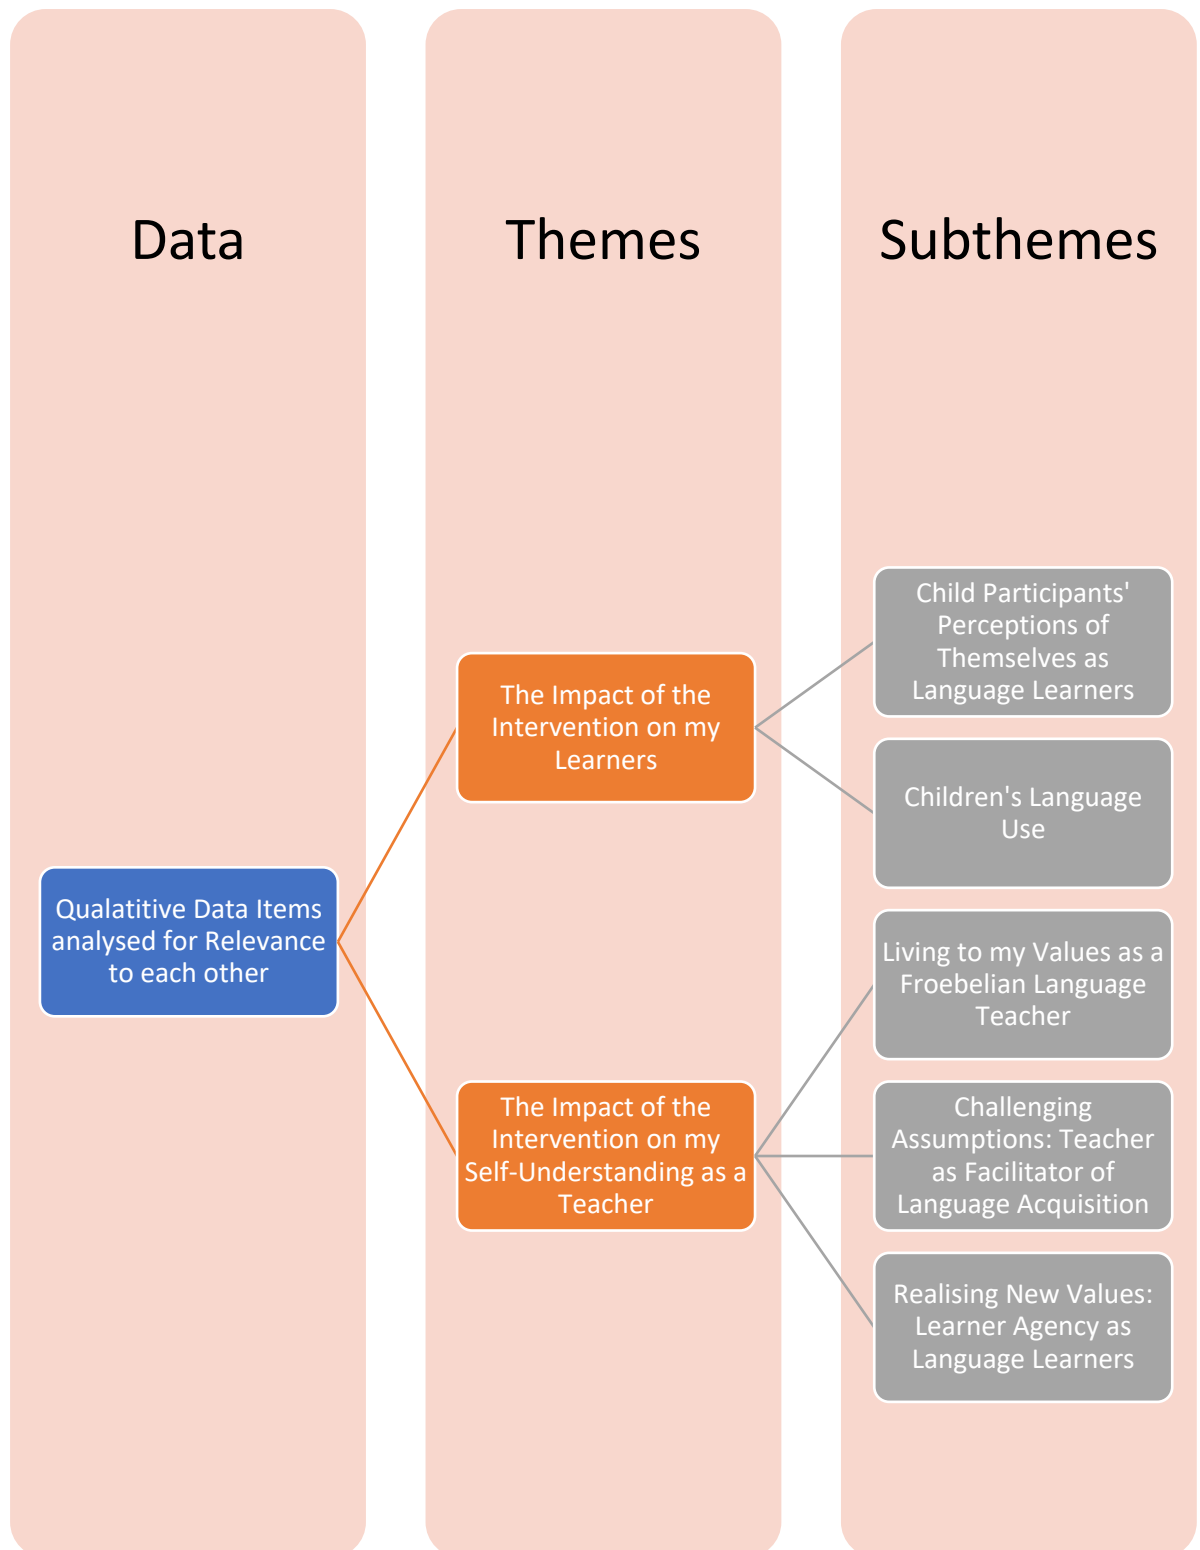 Data
Themes
Subthemes
Qualatitive Data Items
analysed for Relevance
to each other
The Impact of the
Intervention on my
Learners
The Impact of the
Intervention on my
Self-Understanding as a
Teacher
Child Participants'
Perceptions of
Themselves as
Language Learners
Children's Language
Use
Living to my Values as a
Froebelian Language
Teacher
Challenging
Assumptions: Teacher
as Facilitator of
Language Acquisition
Realising New Values:
Learner Agency as
Language Learners